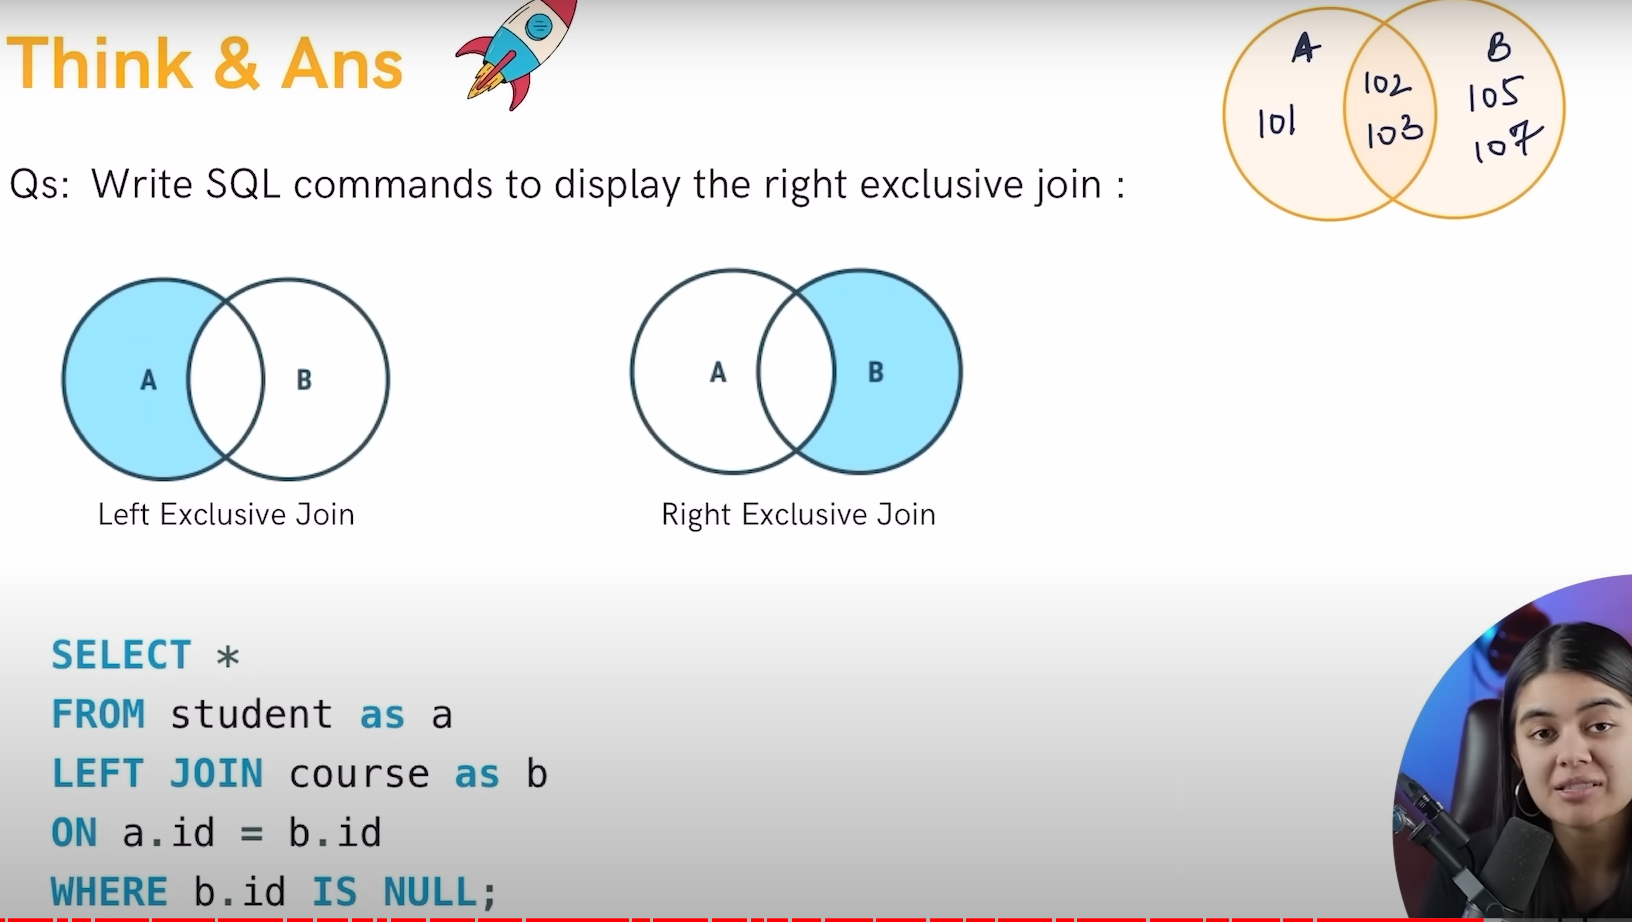 Think & Ans
A
B
101
102
103
105
107
Qs: Write SQL commands to display the right exclusive join :
A
B
A
B
Left Exclusive Join
Right Exclusive Join
SELECT *
FROM student as a
LEFT JOIN course as b
ON a.id = b.id
WHERE b.id IS NULL;